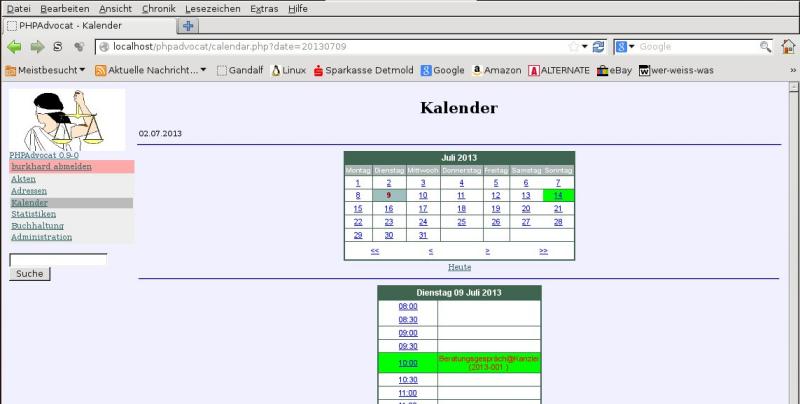 Datei Bearbeiten Ansicht Chronik Lesezeichen Extras Hilfe
PHPAdvocat - Kalender
localhost/phpadvocat/calendar.php?date=20130709
Google
Meistbesucht Aktuelle Nachricht... Gandalf Linux Sparkasse Detmold Google Amazon ALTERNATE eBay wer-weiss-was »
Kalender
02.07.2013
PHPAdvocat 0.9-0
burkhard abmelden
Akten
Adressen
Kalender
Statistiken
Buchhaltung
Administration
Suche
Juli 2013
Montag Dienstag Mittwoch Donnerstag Freitag Samstag Sonntag
1 2 3 4 5 6 7
8 9 10 11 12 13 14
15 16 17 18 19 20 21
22 23 24 25 26 27 28
29 30 31
<< < > >>
Heute
Dienstag 09 Juli 2013
08:00
08:30
09:00
09:30
10:00 Beratungsgespräch@Kanzlei
(2013-001 )
10:30
11:00